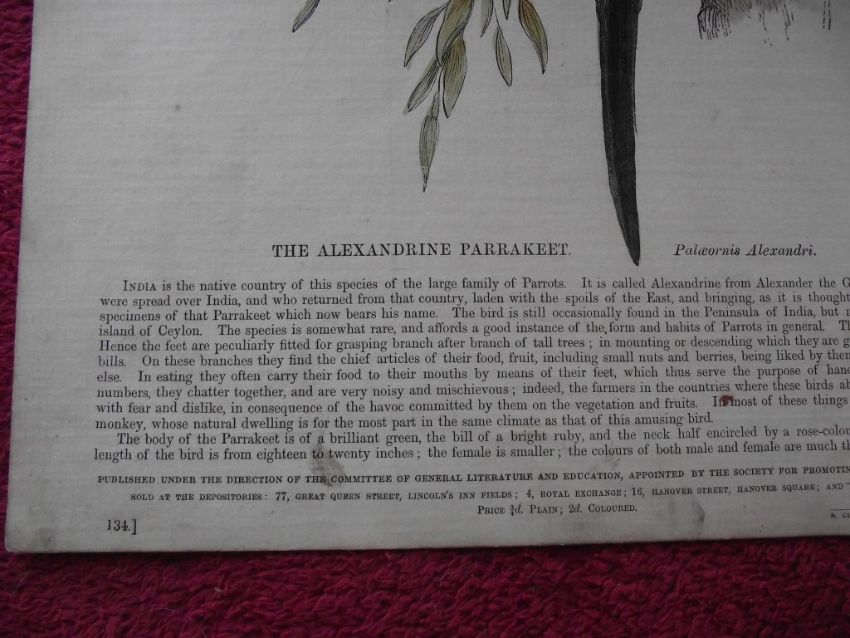 THE ALEXANDRINE PARRAKEET. Palæornis Alexandri.
INDIA is the native country of this species of the large family of Parrots. It is called Alexandrine from Alexander the G
were spread over India, and who returned from that country, laden with the spoils of the East, and bringing, as it is thought
specimens of that Parrakeet which now bears his name. The bird is still occasionally found in the Peninsula of India, but
island of Ceylon. The species is somewhat rare, and affords a good instance of the form and habits of Parrots in general. Th
Hence the feet are peculiarly fitted for grasping branch after branch of tall trees; in mounting or descending which they are g
bills. On these branches they find the chief articles of their food, fruit, including small nuts and berries, being liked by them
else. In eating they often carry their food to their mouths by means of their feet, which thus serve the purpose of hand
numbers, they chatter together, and are very noisy and mischievous; indeed, the farmers in the countries where these birds ab
with fear and dislike, in consequence of the havoc committed by them on the vegetation and fruits. In most of these things
monkey, whose natural dwelling is for the most part in the same climate as that of this amusing bird.
The body of the Parrakeet is of a brilliant green, the bill of a bright ruby, and the neck half encircled by a rose-colou
length of the bird is from eighteen to twenty inches; the female is smaller; the colours of both male and female are much th
PUBLISHED UNDER THE DIRECTION OF THE COMMITTEE OF GENERAL LITERATURE AND EDUCATION, APPOINTED BY THE SOCIETY FOR PROMOTIN
SOLD AT THE DEPOSITORIES: 77, GREAT QUEEN STREET, LINCOLN'S INN FIELDS; 4, ROYAL EXCHANGE; 16, HANOVER STREET, HANOVER SQUARE; AND
PRICE ¾d. PLAIN; 2d. COLOURED.
134.]